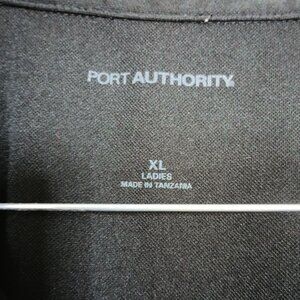 PORT AUTHORITY®
XL
LADIES
MADE IN TANZANIA